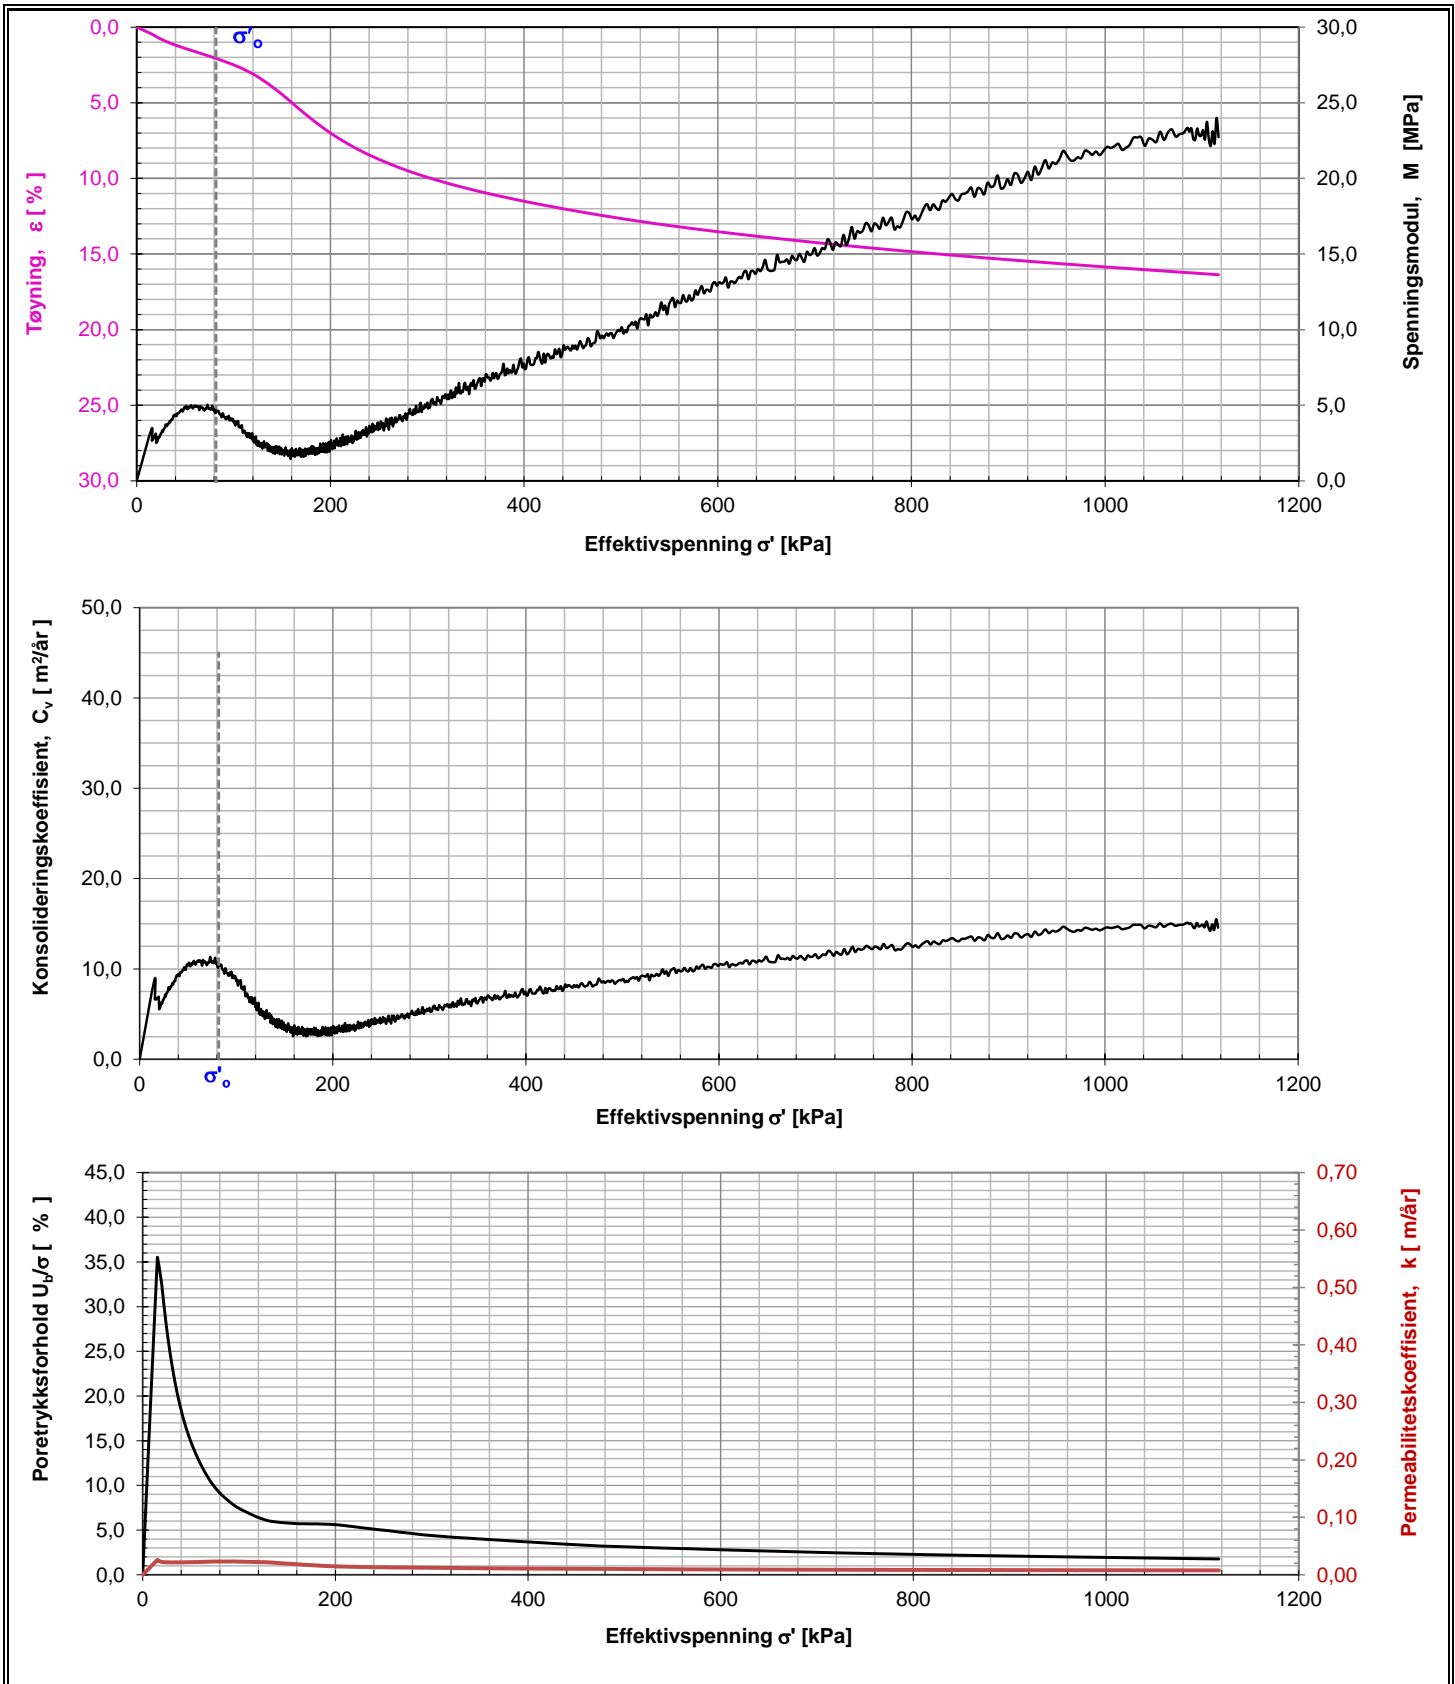 0,0
5,0
10,0
15,0
20,0
25,0
30,0
Tøyning, ε [ % ]
σ'o
30,0
25,0
20,0
15,0
10,0
5,0
0,0
Spenningsmodul, M [MPa]
0 200 400 600 800 1000 1200
Effektivspenning σ' [kPa]
50,0
40,0
30,0
20,0
10,0
0,0
Konsolideringskoeffisient, Cv [ m²/år ]
0 200 400 600 800 1000 1200
σ'o
Effektivspenning σ' [kPa]
45,0
40,0
35,0
30,0
25,0
20,0
15,0
10,0
5,0
0,0
Poretrykksforhold Ub/σ [ % ]
0,70
0,60
0,50
0,40
0,30
0,20
0,10
0,00
Permeabilitetskoeffisient, k [ m/år]
0 200 400 600 800 1000 1200
Effektivspenning σ' [kPa]